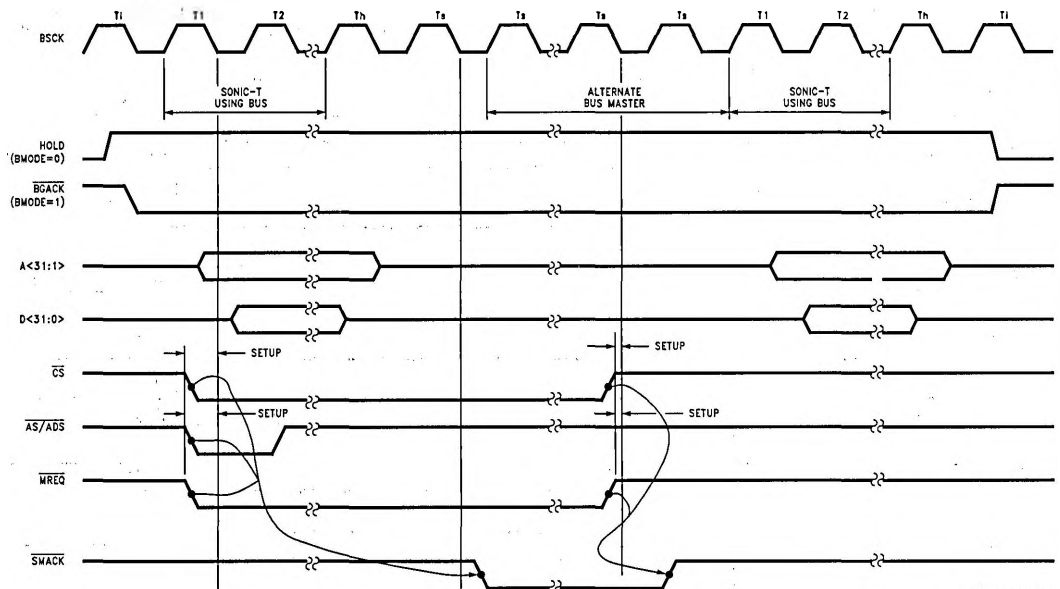 Ti T1 T2 Th Ts Ts Ts Ts T1 T2 Th Ti
BSCK
SONIC-T
USING BUS
ALTERNATE
BUS MASTER
SONIC-T
USING BUS
HOLD
(BMODE=0)
BGACK
(BMODE=1)
A<31:1>
D<31:0>
SETUP
SETUP
CS
SETUP
SETUP
AS/ADS
MREQ
SMACK